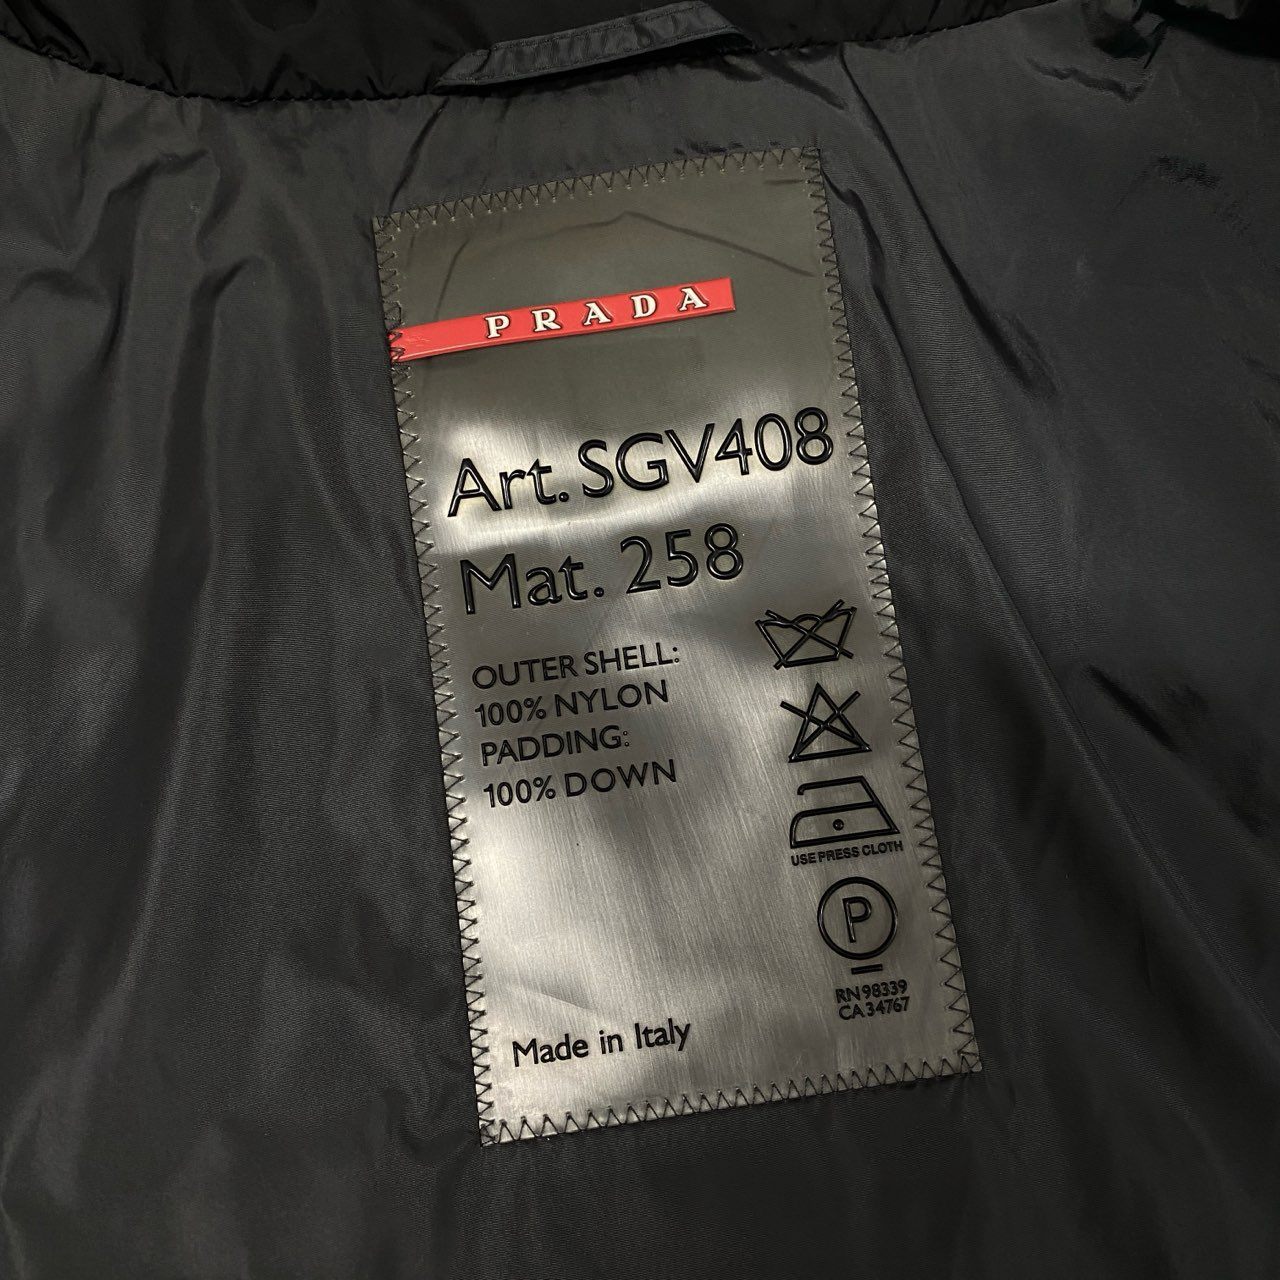 PRADA
Art. SGV408
Mat. 258
OUTER SHELL:
100% NYLON
PADDING:
100% DOWN
USE PRESS CLOTH
P
RN 98339
CA 34767
Made in Italy